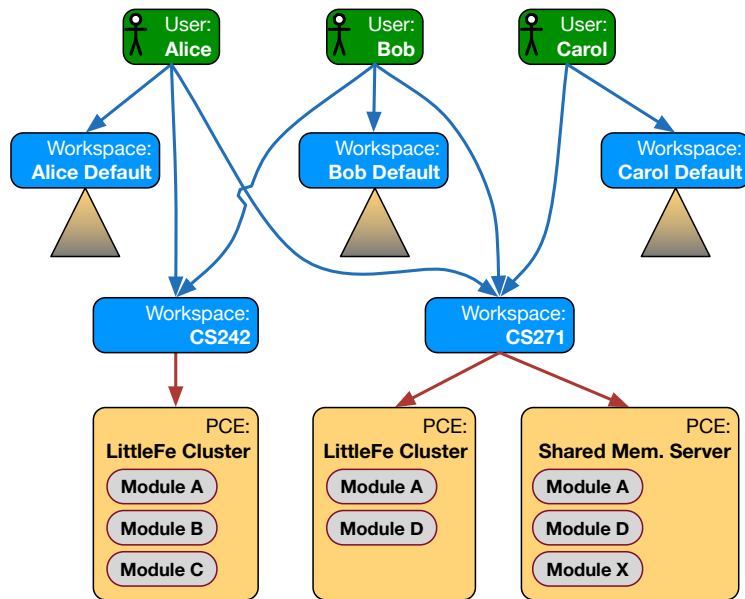 User:
Alice
User:
Bob
User:
Carol
Workspace:
Alice Default
Workspace:
Bob Default
Workspace:
Carol Default
Workspace:
CS242
Workspace:
CS271
PCE:
LittleFe Cluster
Module A
Module B
Module C
PCE:
LittleFe Cluster
Module A
Module D
PCE:
Shared Mem. Server
Module A
Module D
Module X